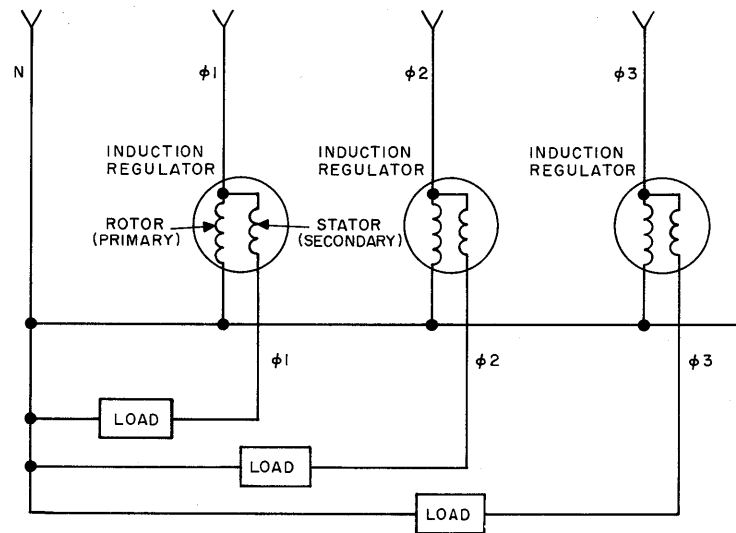 N
φ1
φ2
φ3
INDUCTION
REGULATOR
INDUCTION
REGULATOR
INDUCTION
REGULATOR
ROTOR
(PRIMARY)
STATOR
(SECONDARY)
φ1
φ2
φ3
LOAD
LOAD
LOAD